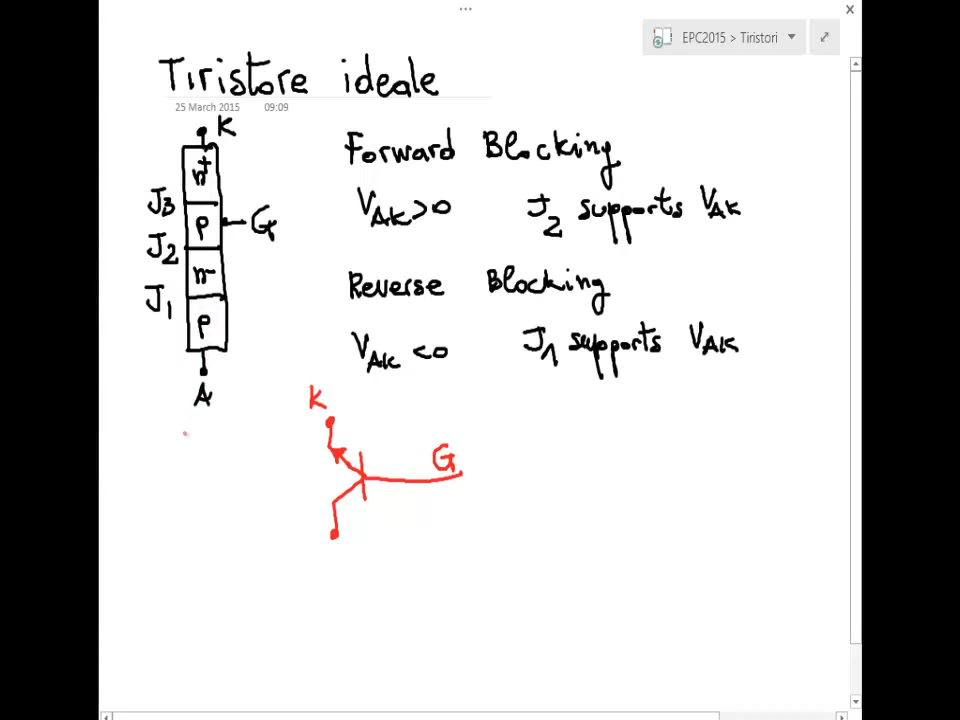 EPC2015 > Tiristori
Tiristore ideale
25 March 2015 09:09
K
n+
J3
p
G
J2
n-
J1
p
A
Forward Blocking
VAK>0 J2 supports VAK
Reverse Blocking
VAK <0 J1 supports VAK
K
G